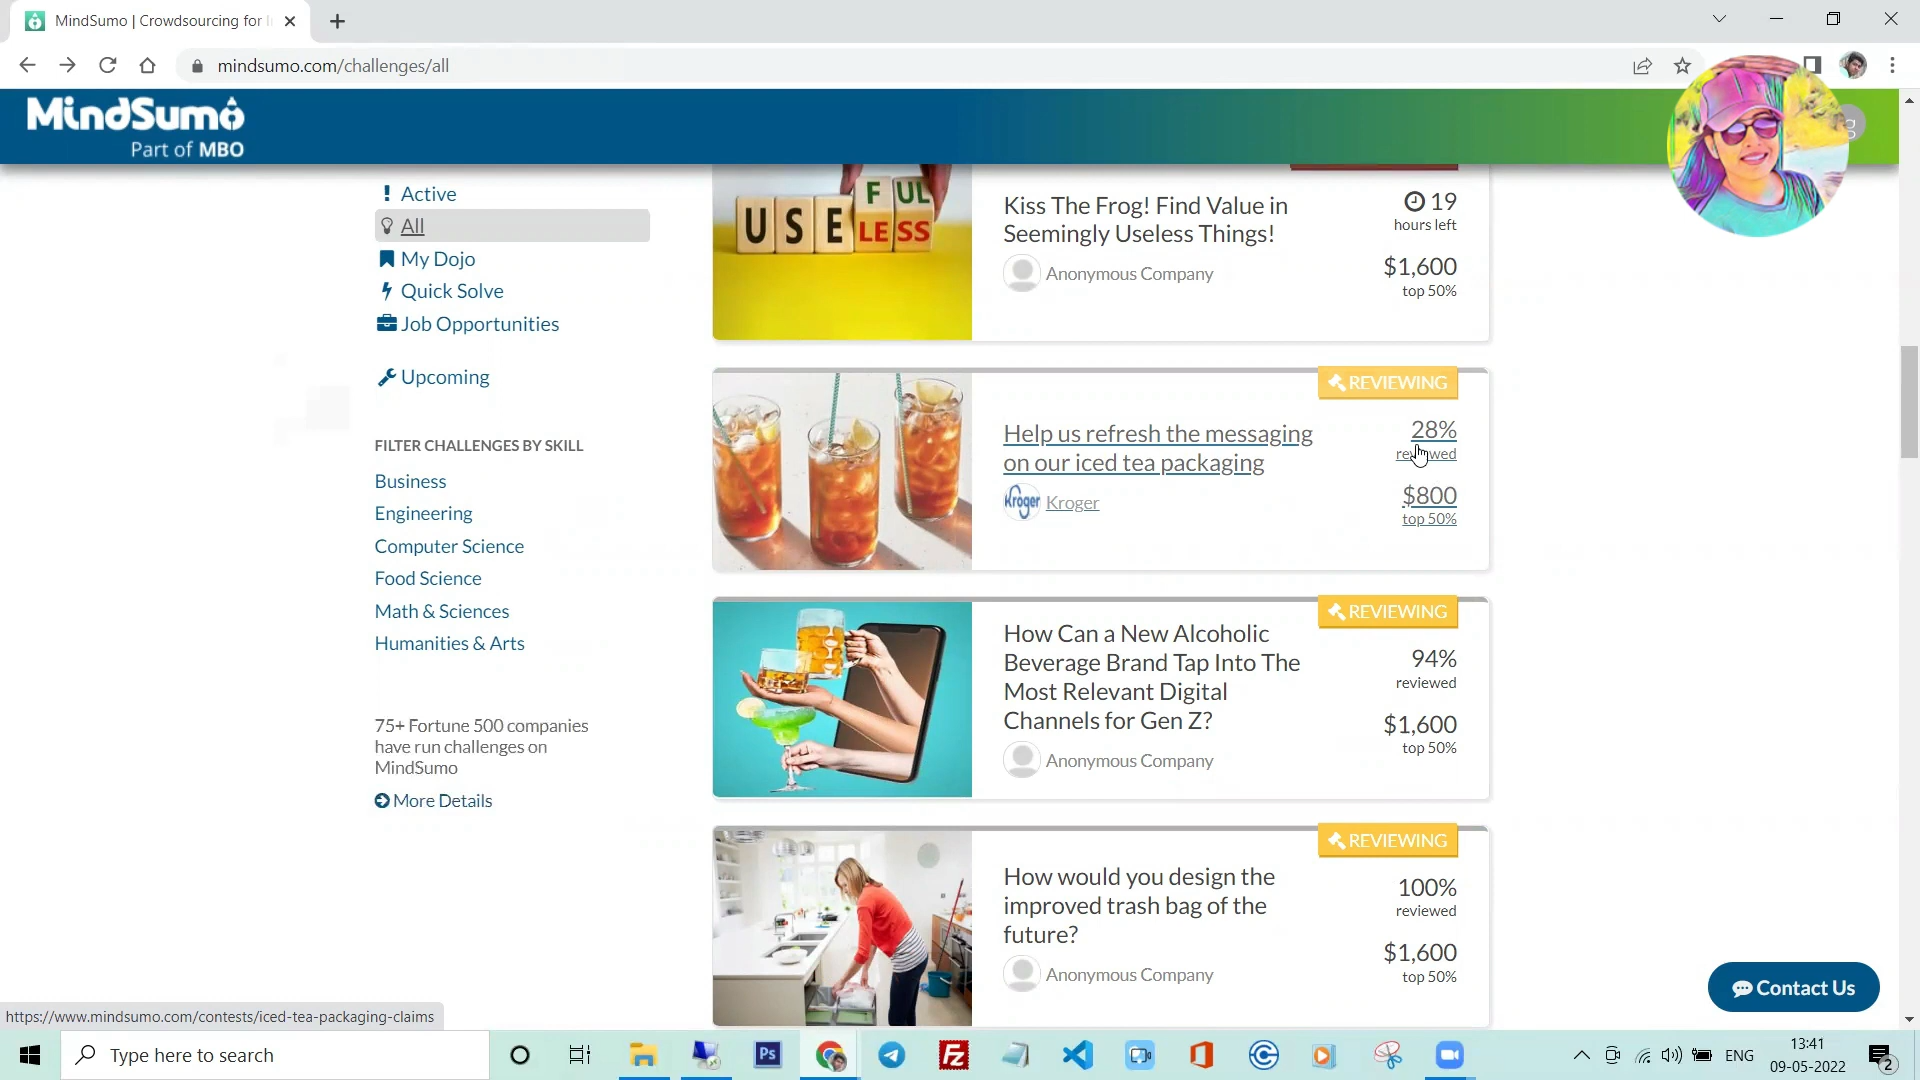 MindSumo | Crowdsourcing for I
mindsumo.com/challenges/all
MindSumo
Part of MBO
Active
All
My Dojo
Quick Solve
Job Opportunities
Upcoming
FILTER CHALLENGES BY SKILL
Business
Engineering
Computer Science
Food Science
Math & Sciences
Humanities & Arts
75+ Fortune 500 companies
have run challenges on
MindSumo
More Details
USE
FUL
LESS
Kiss The Frog! Find Value in
Seemingly Useless Things!
Anonymous Company
19
hours left
$1,600
top 50%
REVIEWING
Help us refresh the messaging
on our iced tea packaging
Kroger Kroger
28%
reviewed
$800
top 50%
REVIEWING
How Can a New Alcoholic
Beverage Brand Tap Into The
Most Relevant Digital
Channels for Gen Z?
Anonymous Company
94%
reviewed
$1,600
top 50%
REVIEWING
How would you design the
improved trash bag of the
future?
Anonymous Company
100%
reviewed
$1,600
top 50%
Contact Us
https://www.mindsumo.com/contests/iced-tea-packaging-claims
Type here to search
Ps
Fz
ENG
13:41
09-05-2022
2